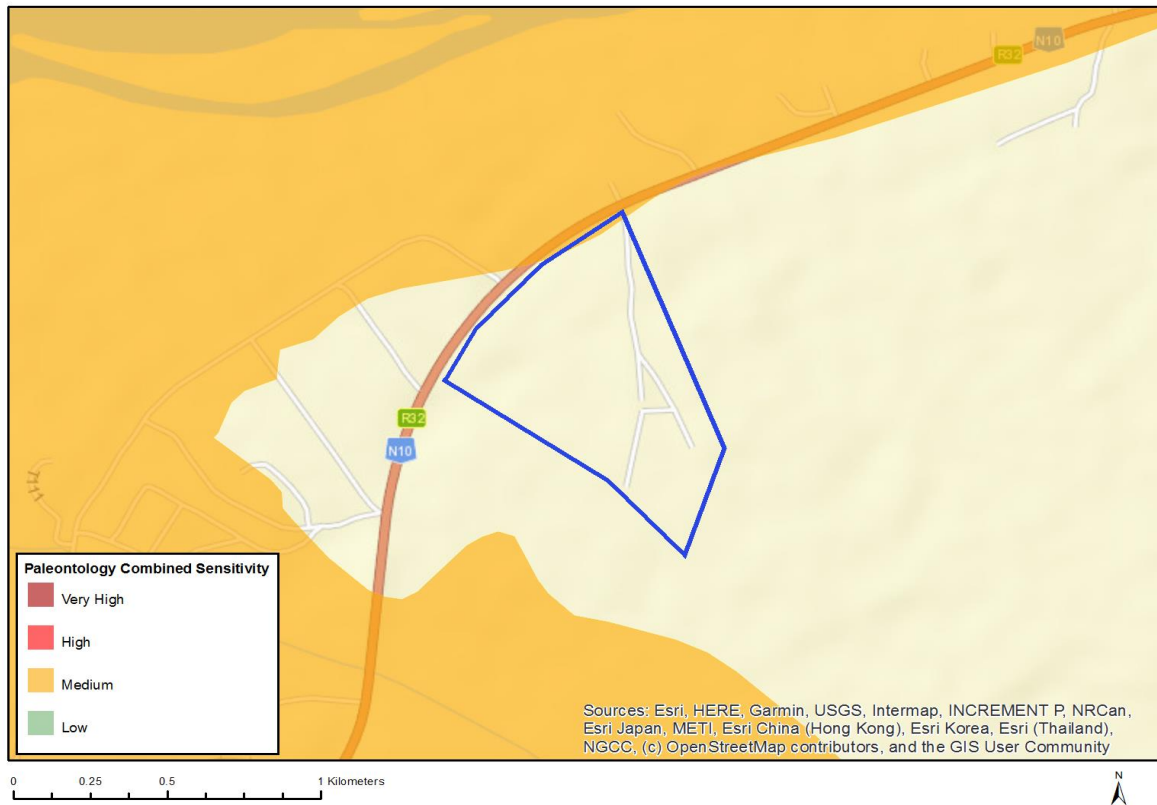 N10
R32
R32
N10
Paleontology Combined Sensitivity
Very High
High
Medium
Low
Sources: Esri, HERE, Garmin, USGS, Intermap, INCREMENT P, NRCan,
Esri Japan, METI, Esri China (Hong Kong), Esri Korea, Esri (Thailand),
NGCC, (c) OpenStreetMap contributors, and the GIS User Community
0 0.25 0.5 1 Kilometers
N